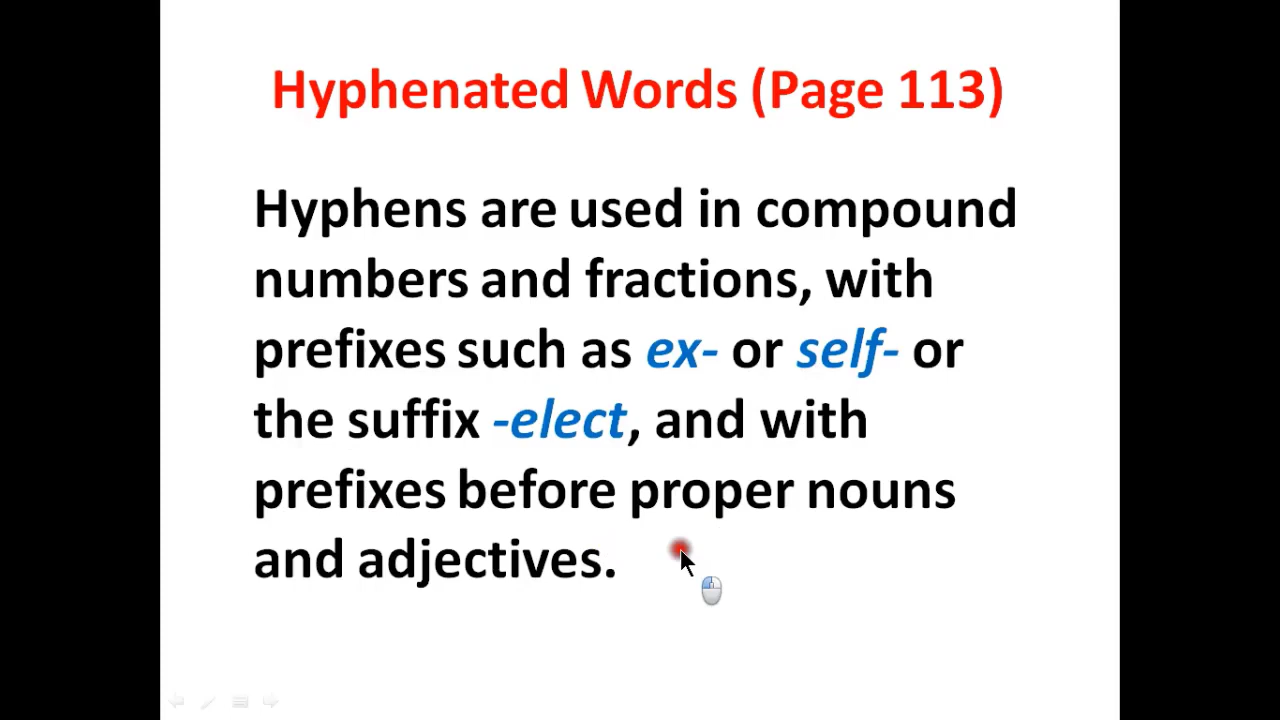 Hyphenated Words (Page 113)
Hyphens are used in compound
numbers and fractions, with
prefixes such as ex- or self- or
the suffix -elect, and with
prefixes before proper nouns
and adjectives.